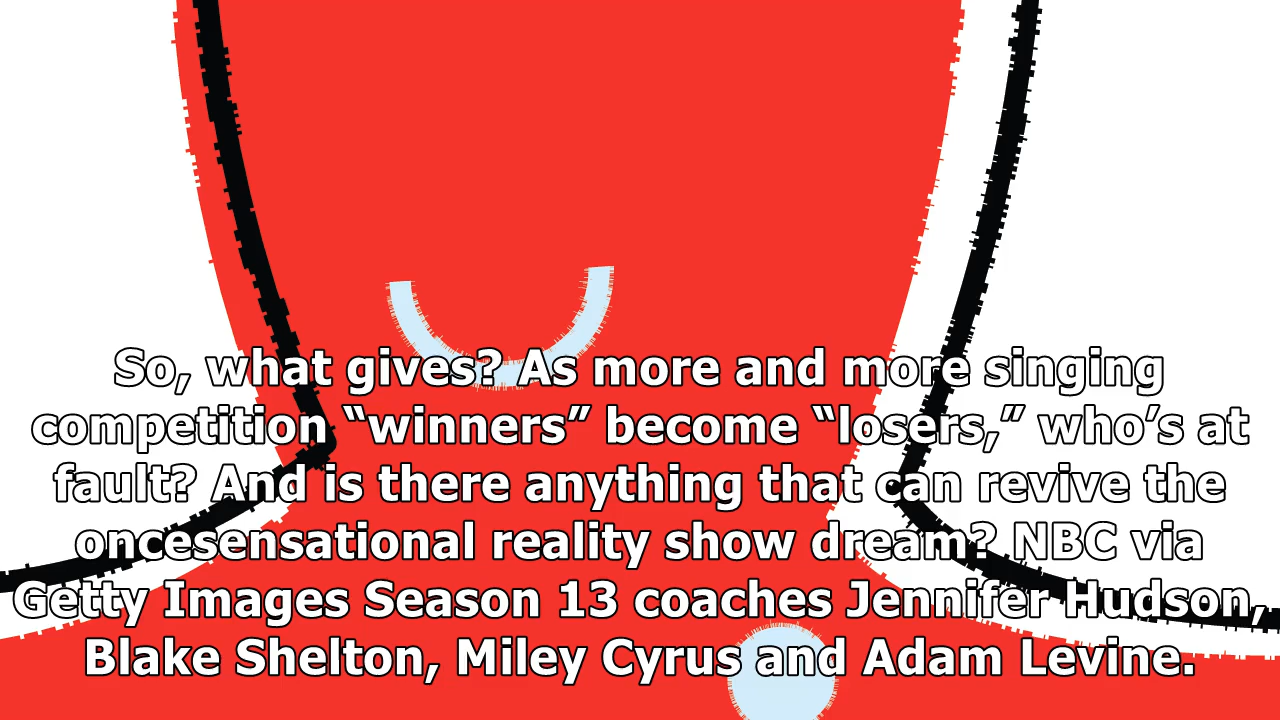 So, what gives? As more and more singing
competition “winners” become “losers,” who’s at
fault? And is there anything that can revive the
oncesensational reality show dream? NBC via
Getty Images Season 13 coaches Jennifer Hudson,
Blake Shelton, Miley Cyrus and Adam Levine.